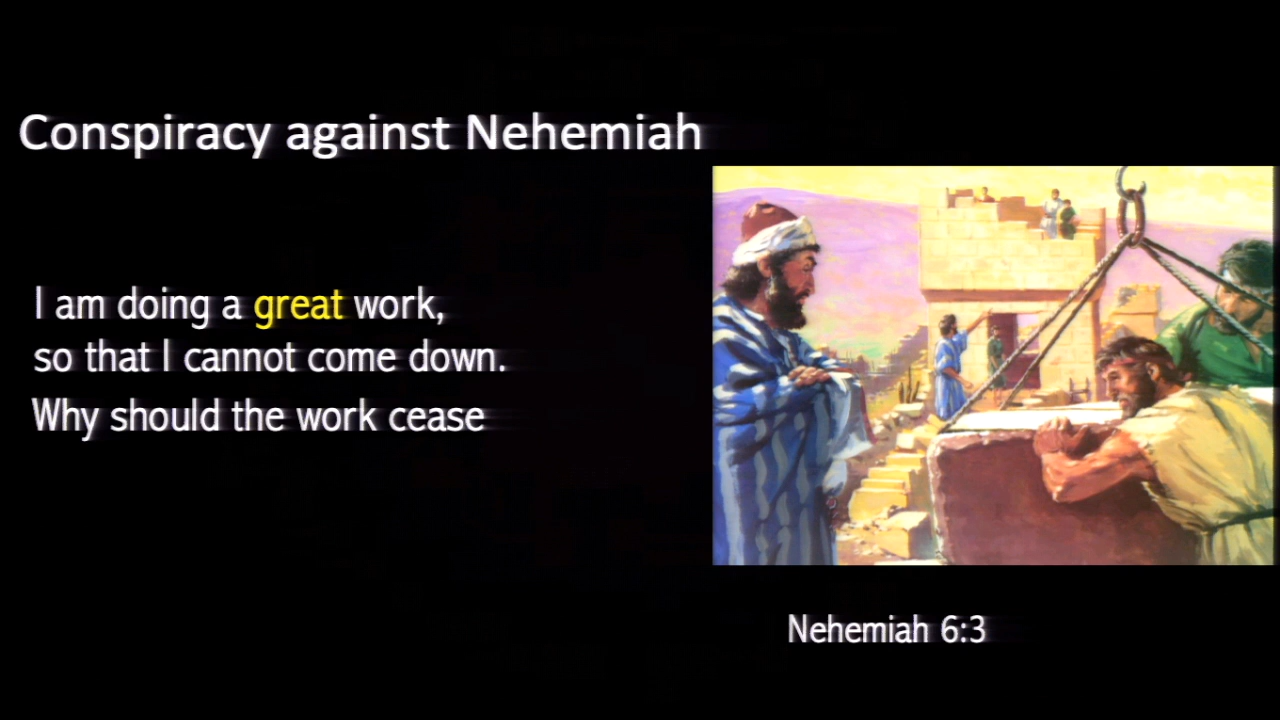 Conspiracy against Nehemiah
I am doing a great work,
so that I cannot come down.
Why should the work cease
Nehemiah 6:3